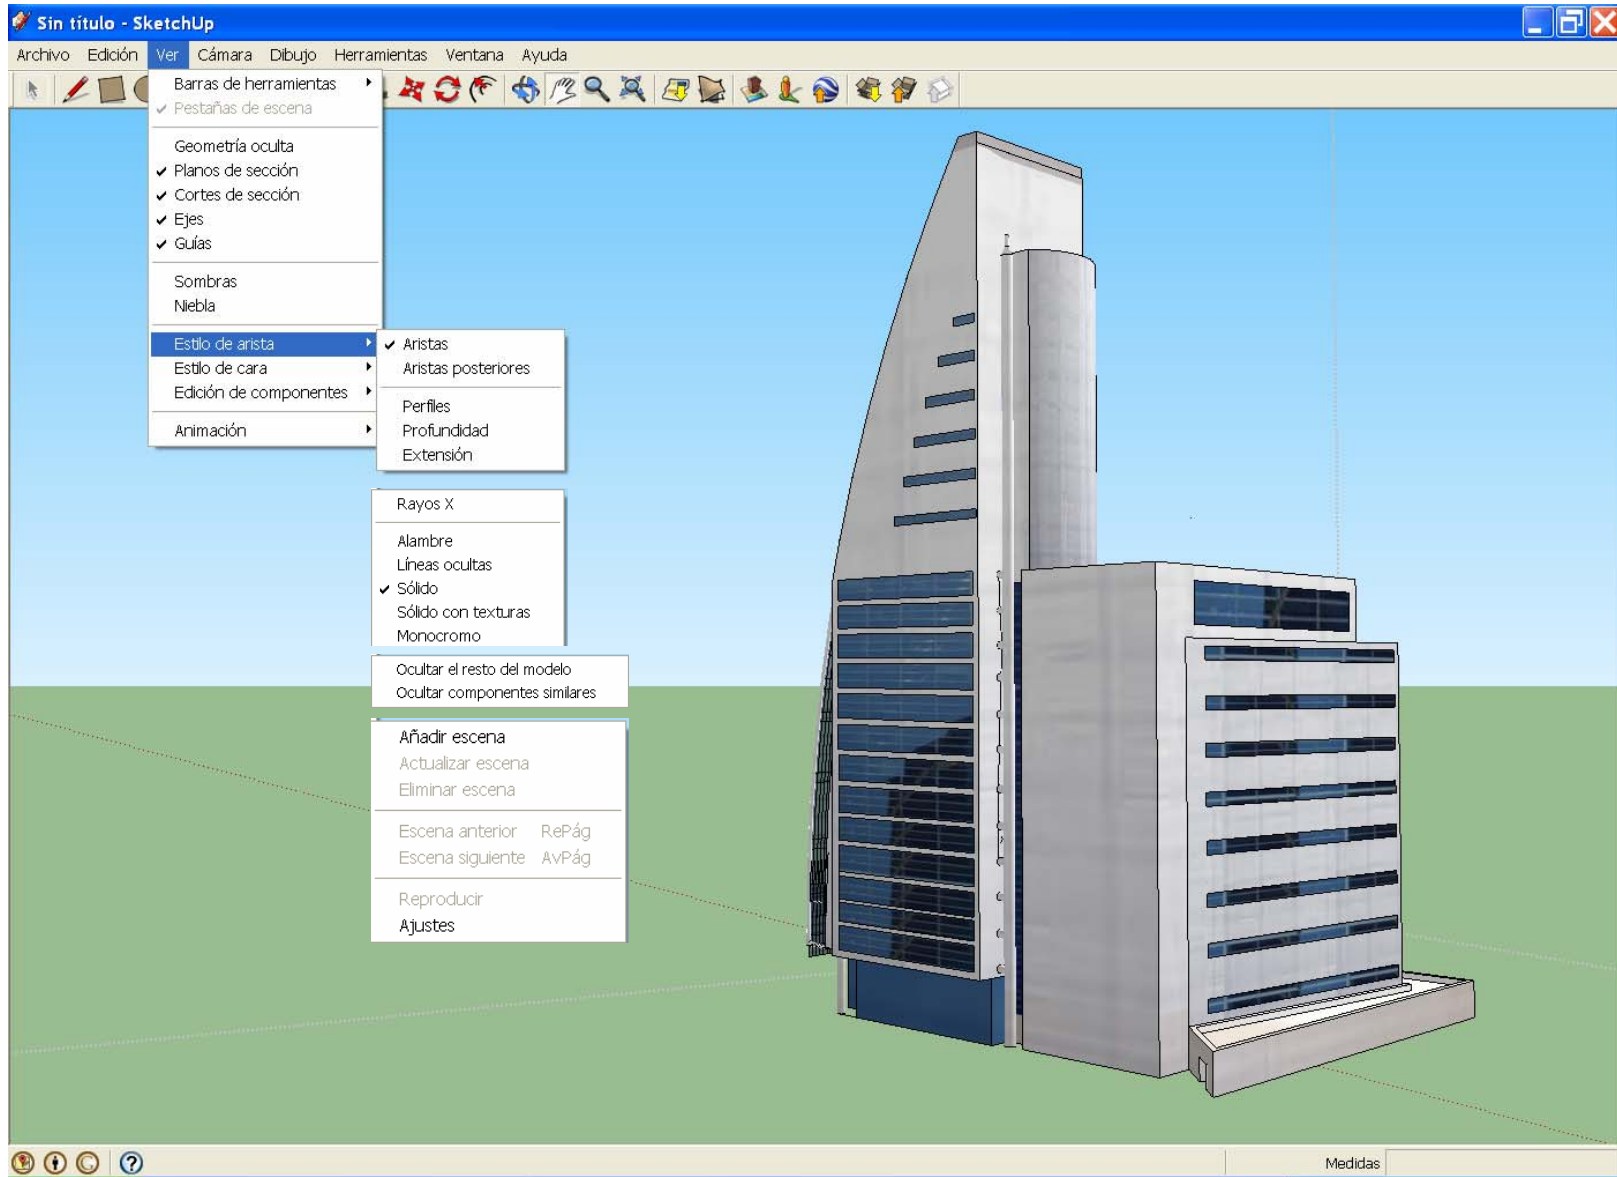 Sin título - SketchUp
Archivo Edición Ver Cámara Dibujo Herramientas Ventana Ayuda
Barras de herramientas
Pestañas de escena
Geometría oculta
Planos de sección
Cortes de sección
Ejes
Guías
Sombras
Niebla
Estilo de arista
Estilo de cara
Edición de componentes
Animación
Aristas
Aristas posteriores
Perfiles
Profundidad
Extensión
Rayos X
Alambre
Líneas ocultas
Sólido
Sólido con texturas
Monocromo
Ocultar el resto del modelo
Ocultar componentes similares
Añadir escena
Actualizar escena
Eliminar escena
Escena anterior RePág
Escena siguiente AvPág
Reproducir
Ajustes
Medidas